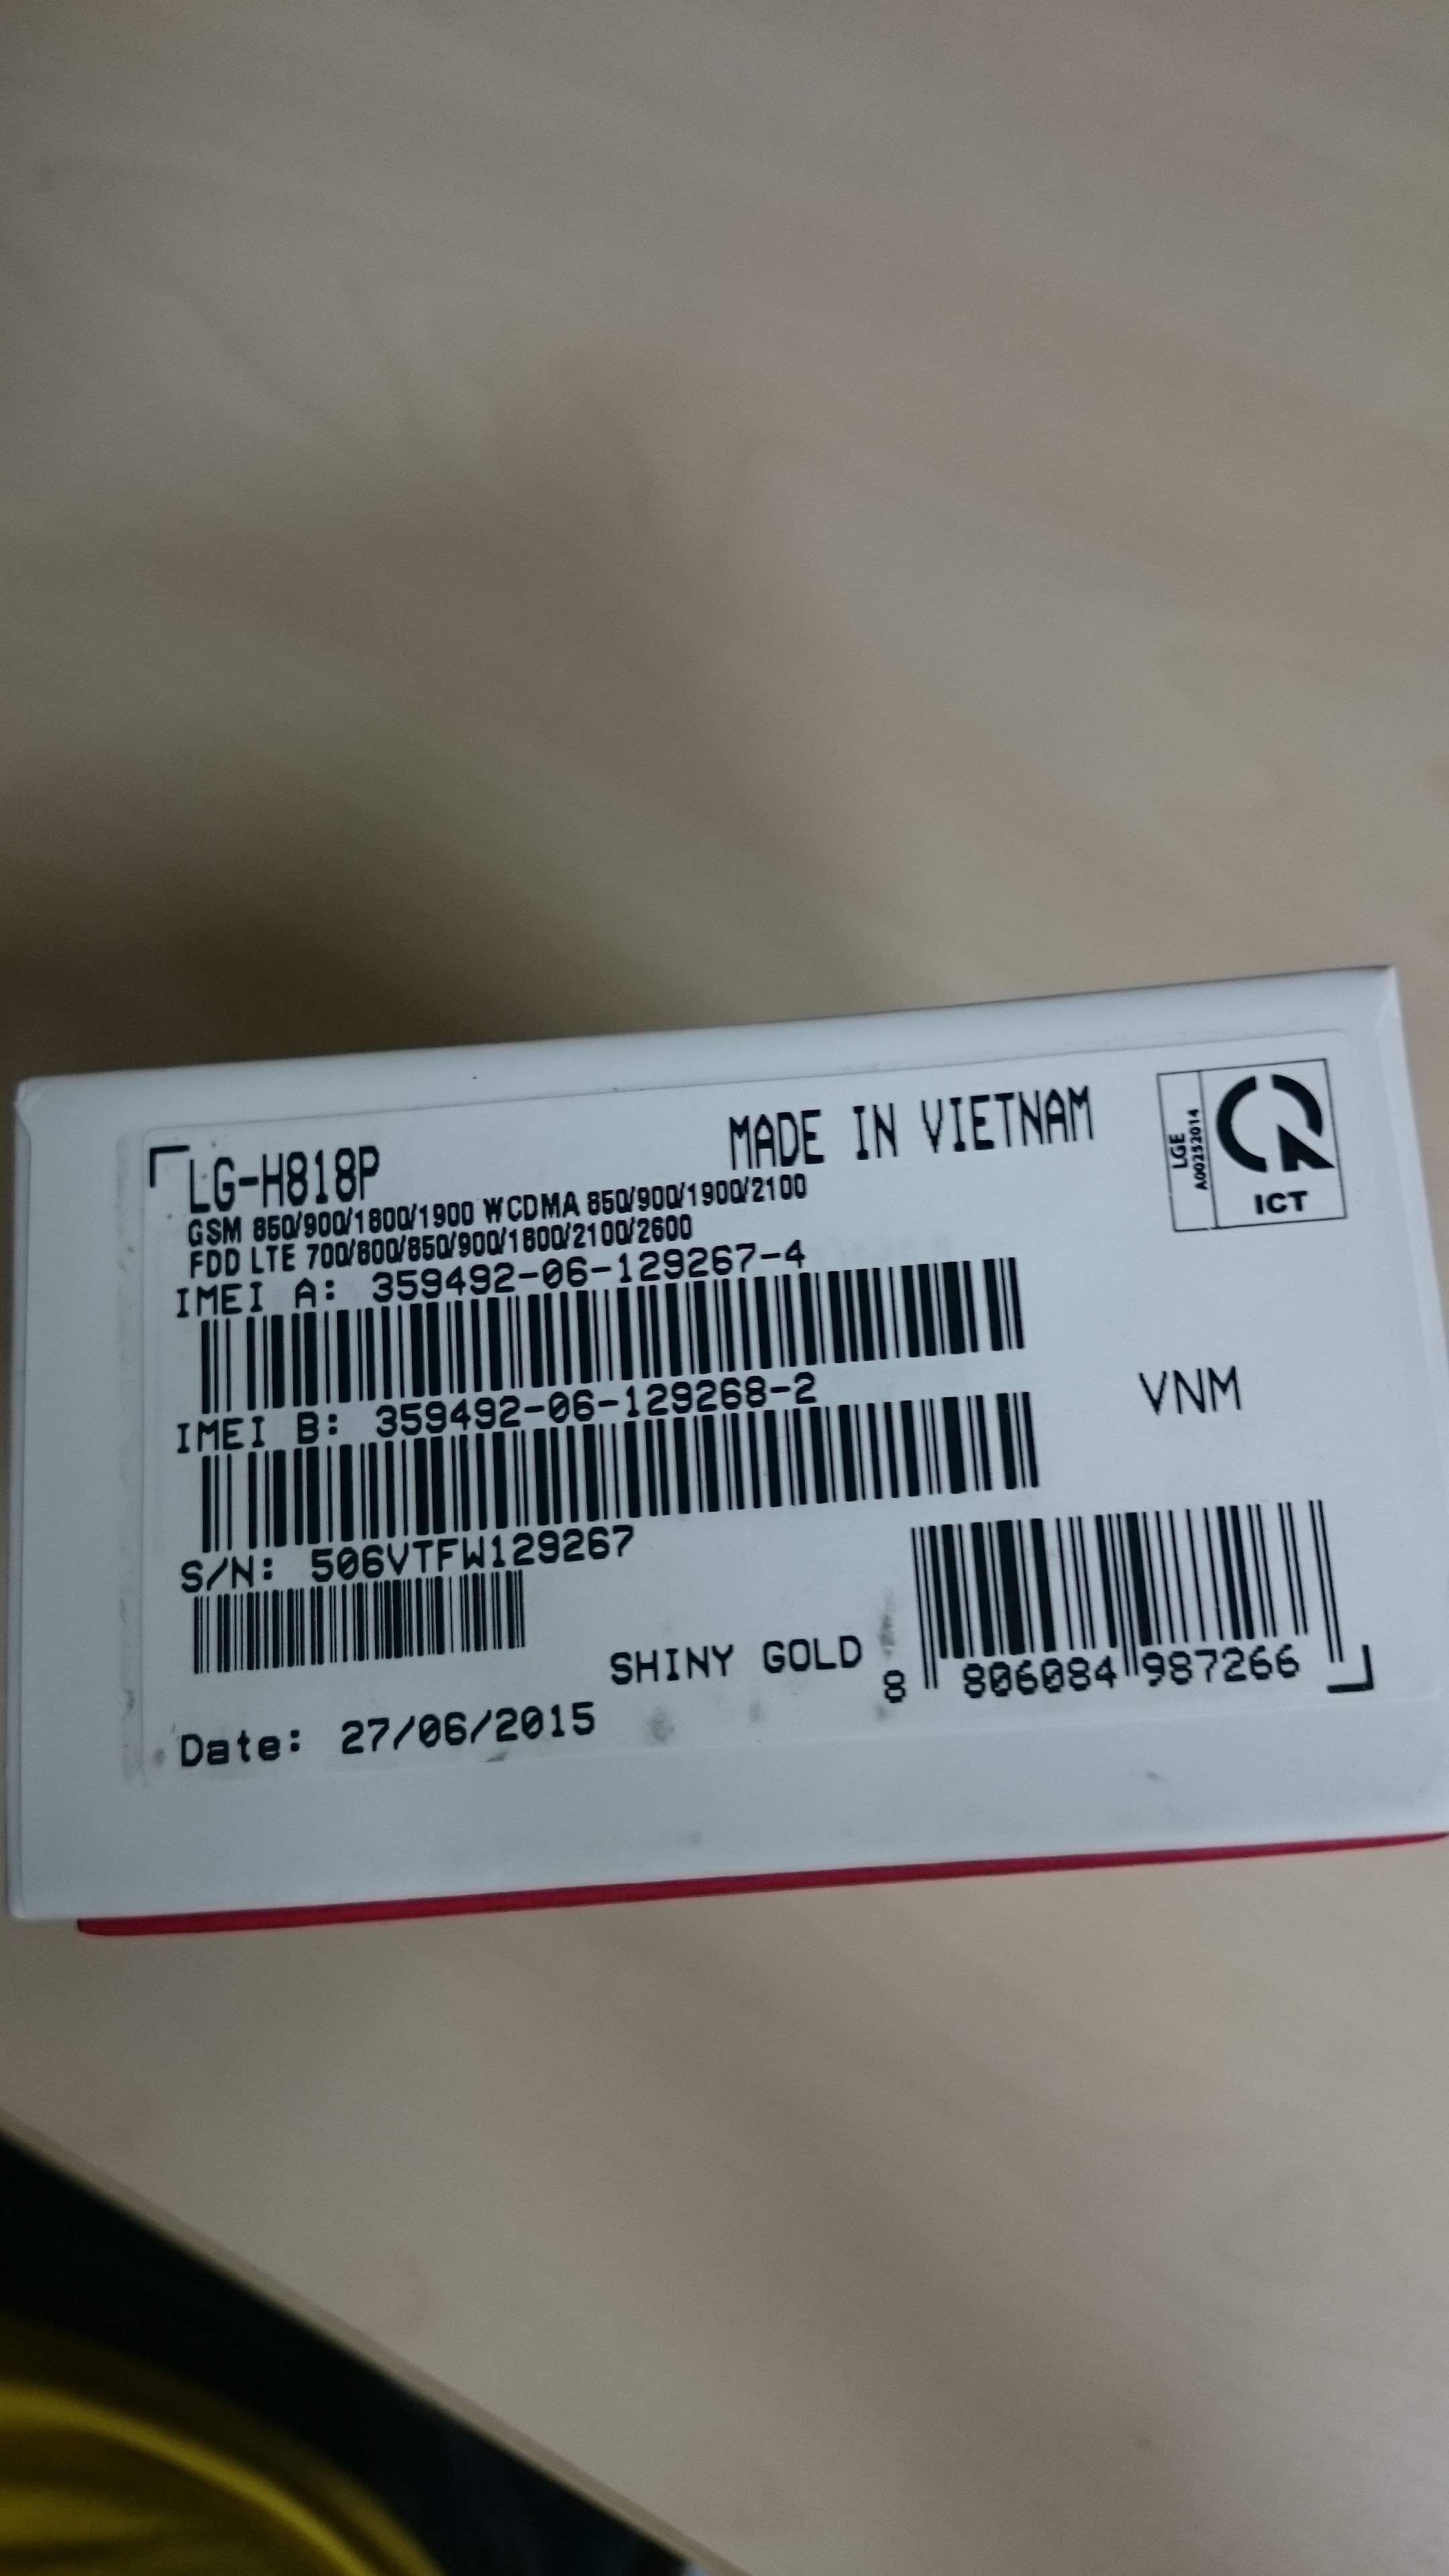 LG-H818P
MADE IN VIETNAM
LGE
A00252014
ICT
GSM 850/900/1800/1900 WCDMA 850/900/1900/2100
FDD LTE 700/800/850/900/1800/2100/2600
IMEI A: 359492-06-129267-4
IMEI B: 359492-06-129268-2
VNM
S/N: 506VTFW129267
SHINY GOLD
8 806084 987266
Date: 27/06/2015